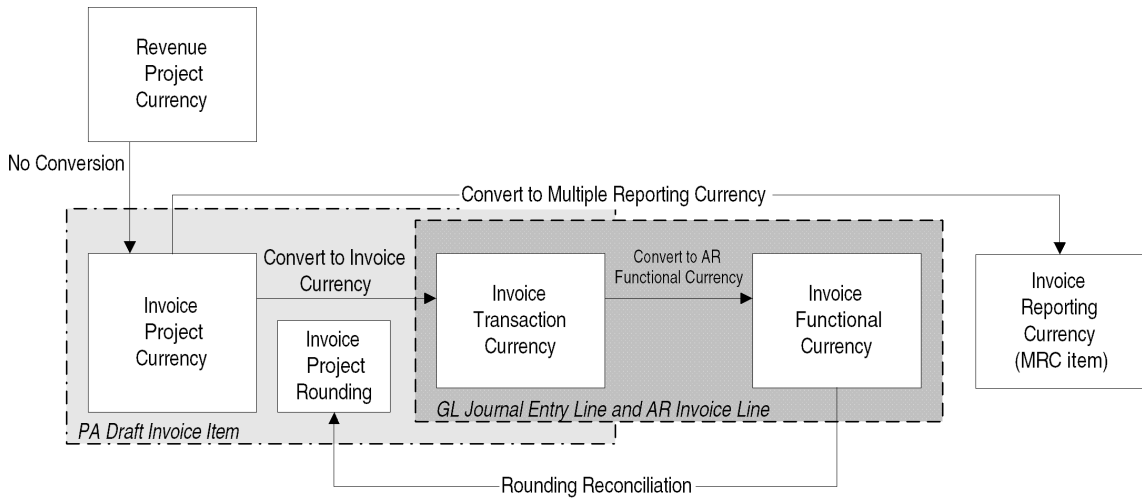 Revenue
Project
Currency
No Conversion
Convert to Multiple Reporting Currency
Convert to Invoice
Currency
Convert to AR
Functional Currency
Invoice
Project
Currency
Invoice
Project
Rounding
Invoice
Transaction
Currency
Invoice
Functional
Currency
Invoice
Reporting
Currency
(MRC item)
GL Journal Entry Line and AR Invoice Line
PA Draft Invoice Item
Rounding Reconciliation